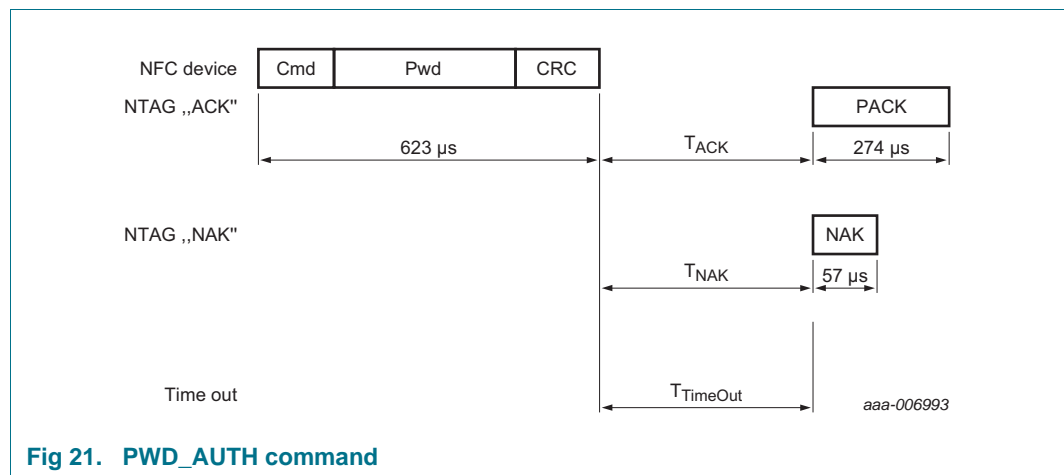 NFC device Cmd Pwd CRC
NTAG ,,ACK" PACK
623 µs TACK 274 µs
NTAG ,,NAK" NAK
TNAK 57 µs
Time out TTimeOut aaa-006993
Fig 21. PWD_AUTH command